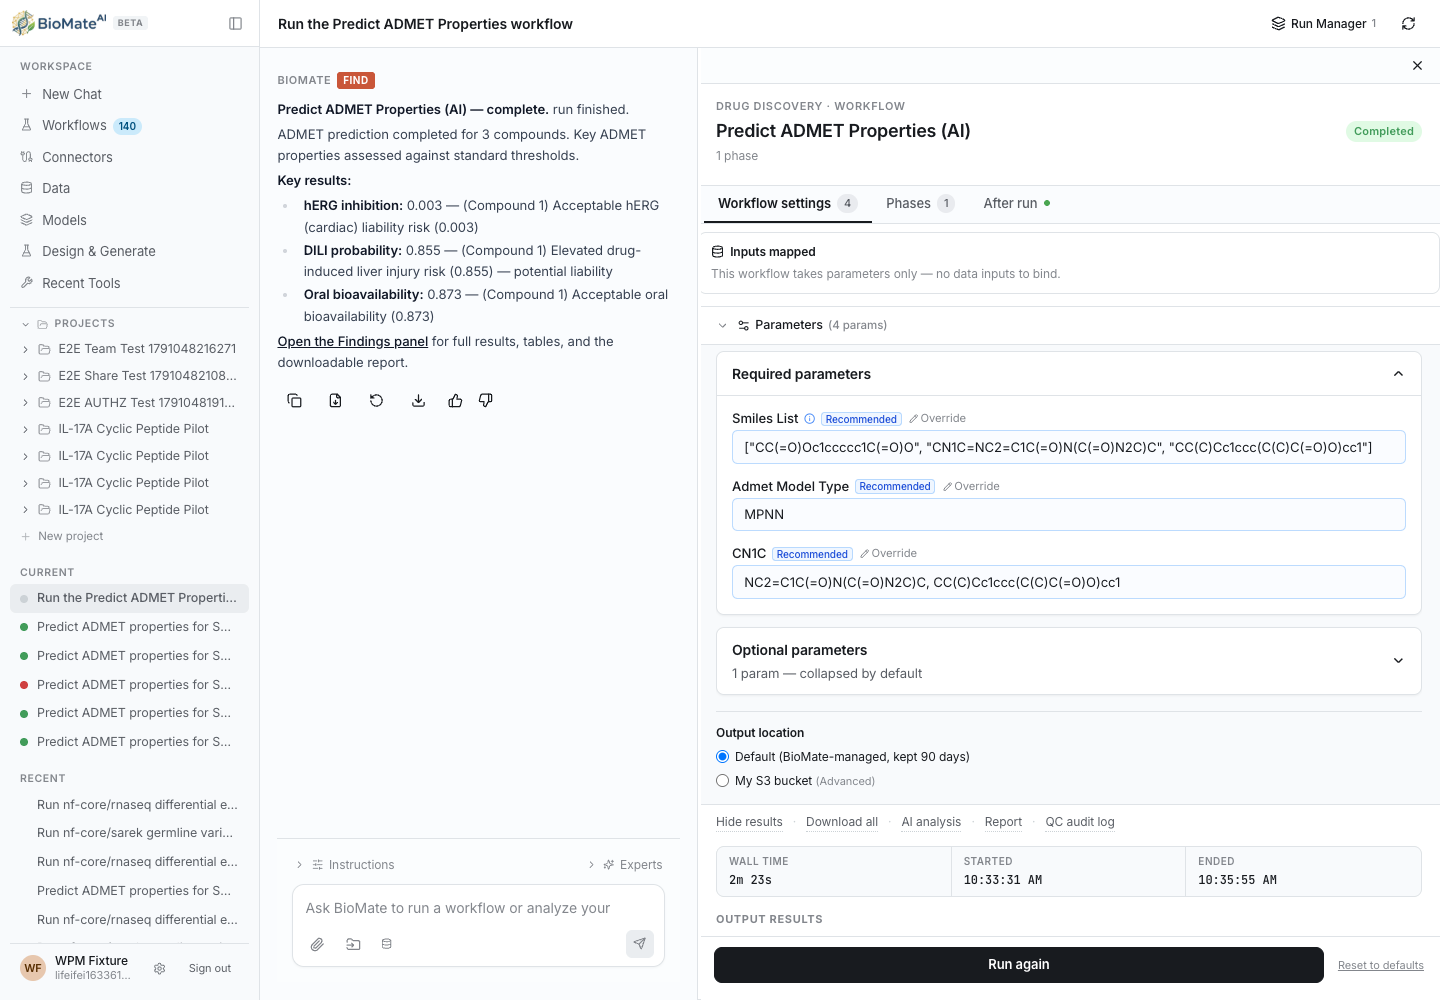 BioMate AI BETA
WORKSPACE
New Chat
Workflows 140
Connectors
Data
Models
Design & Generate
Recent Tools
PROJECTS
E2E Team Test 1791048216271
E2E Share Test 17910482108...
E2E AUTHZ Test 1791048191...
IL-17A Cyclic Peptide Pilot
IL-17A Cyclic Peptide Pilot
IL-17A Cyclic Peptide Pilot
IL-17A Cyclic Peptide Pilot
New project
CURRENT
Run the Predict ADMET Properti...
Predict ADMET properties for S...
Predict ADMET properties for S...
Predict ADMET properties for S...
Predict ADMET properties for S...
Predict ADMET properties for S...
RECENT
Run nf-core/rnaseq differential e...
Run nf-core/sarek germline vari...
Run nf-core/rnaseq differential e...
Predict ADMET properties for S...
Run nf-core/rnaseq differential e...
WF
WPM Fixture
lifeifei163361...
Sign out
Run the Predict ADMET Properties workflow
Run Manager 1
BIOMATE FIND
Predict ADMET Properties (AI) — complete. run finished.
ADMET prediction completed for 3 compounds. Key ADMET
properties assessed against standard thresholds.
Key results:
hERG inhibition: 0.003 — (Compound 1) Acceptable hERG
(cardiac) liability risk (0.003)
DILI probability: 0.855 — (Compound 1) Elevated drug-
induced liver injury risk (0.855) — potential liability
Oral bioavailability: 0.873 — (Compound 1) Acceptable oral
bioavailability (0.873)
Open the Findings panel for full results, tables, and the
downloadable report.
Instructions
Experts
Ask BioMate to run a workflow or analyze your
DRUG DISCOVERY · WORKFLOW
Predict ADMET Properties (AI)
Completed
1 phase
Workflow settings 4
Phases 1
After run
Inputs mapped
This workflow takes parameters only — no data inputs to bind.
Parameters (4 params)
Required parameters
Smiles List Recommended Override
["CC(=O)Oc1ccccc1C(=O)O", "CN1C=NC2=C1C(=O)N(C(=O)N2C)C", "CC(C)Cc1ccc(C(C)C(=O)O)cc1"]
Admet Model Type Recommended Override
MPNN
CN1C Recommended Override
NC2=C1C(=O)N(C(=O)N2C)C, CC(C)Cc1ccc(C(C)C(=O)O)cc1
Optional parameters
1 param — collapsed by default
Output location
Default (BioMate-managed, kept 90 days)
My S3 bucket (Advanced)
Hide results · Download all · AI analysis · Report · QC audit log
WALL TIME
2m 23s
STARTED
10:33:31 AM
ENDED
10:35:55 AM
OUTPUT RESULTS
Run again
Reset to defaults